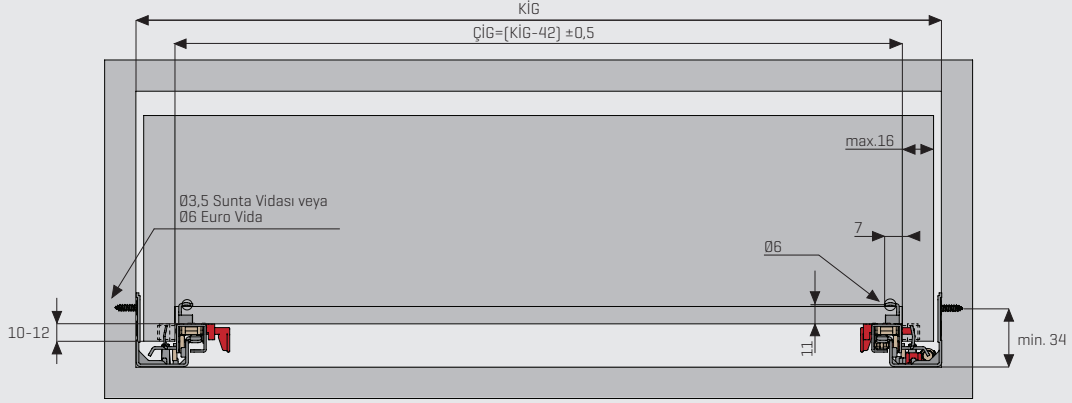 KİG
ÇİG=(KİG-42) ±0,5
max.16
Ø3,5 Sunta Vidası veya
Ø6 Euro Vida
7
Ø6
10-12
11
min. 34